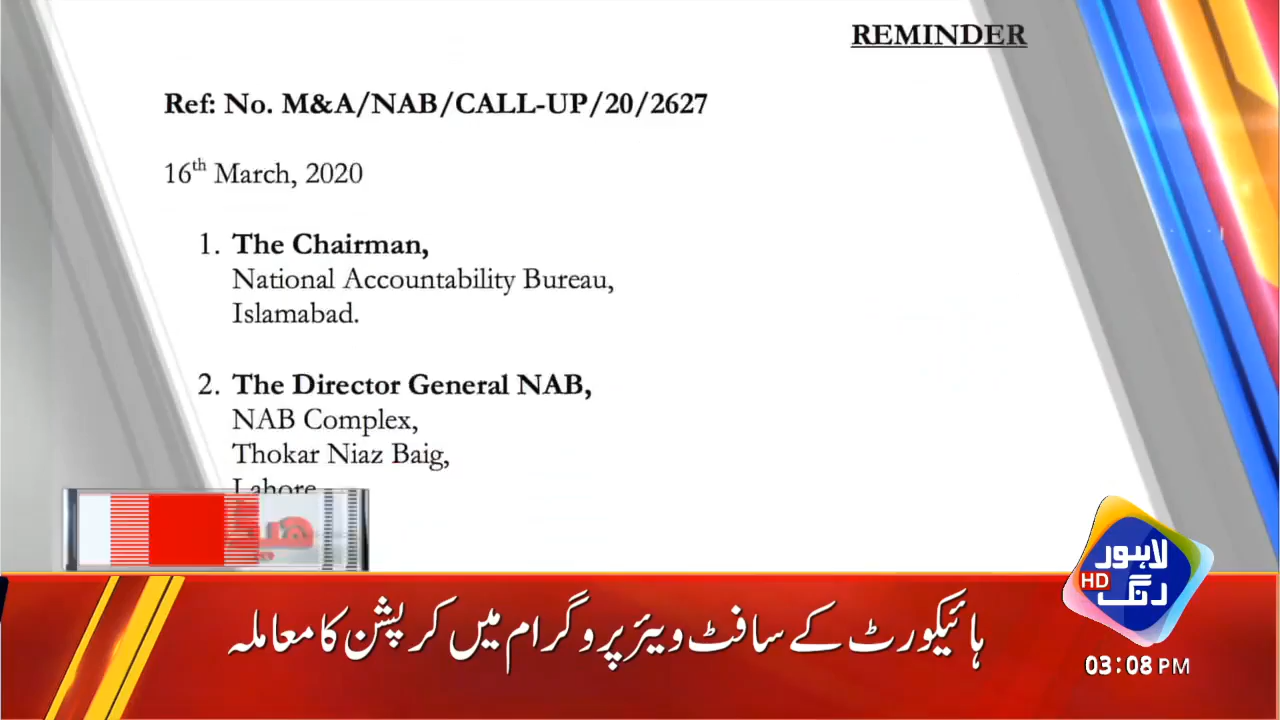 REMINDER
Ref: No. M&A/NAB/CALL-UP/20/2627
16th March, 2020
1. The Chairman,
National Accountability Bureau,
Islamabad.
2. The Director General NAB,
NAB Complex,
Thokar Niaz Baig,
Lahore
ہائیکورٹ کے سافٹ ویئر پروگرام میں کرپشن کا معاملہ
لاہور
HD رنگ
03:08 PM